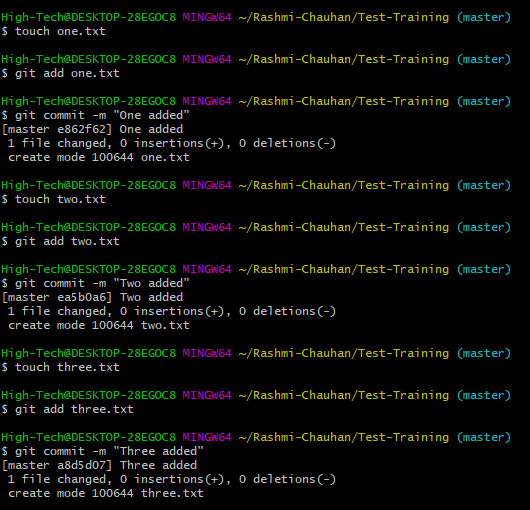 High-Tech@DESKTOP-28EGOC8 MINGW64 ~/Rashmi-Chauhan/Test-Training (master)
$ touch one.txt
High-Tech@DESKTOP-28EGOC8 MINGW64 ~/Rashmi-Chauhan/Test-Training (master)
$ git add one.txt
High-Tech@DESKTOP-28EGOC8 MINGW64 ~/Rashmi-Chauhan/Test-Training (master)
$ git commit -m "One added"
[master e862f62] One added
 1 file changed, 0 insertions(+), 0 deletions(-)
 create mode 100644 one.txt
High-Tech@DESKTOP-28EGOC8 MINGW64 ~/Rashmi-Chauhan/Test-Training (master)
$ touch two.txt
High-Tech@DESKTOP-28EGOC8 MINGW64 ~/Rashmi-Chauhan/Test-Training (master)
$ git add two.txt
High-Tech@DESKTOP-28EGOC8 MINGW64 ~/Rashmi-Chauhan/Test-Training (master)
$ git commit -m "Two added"
[master ea5b0a6] Two added
 1 file changed, 0 insertions(+), 0 deletions(-)
 create mode 100644 two.txt
High-Tech@DESKTOP-28EGOC8 MINGW64 ~/Rashmi-Chauhan/Test-Training (master)
$ touch three.txt
High-Tech@DESKTOP-28EGOC8 MINGW64 ~/Rashmi-Chauhan/Test-Training (master)
$ git add three.txt
High-Tech@DESKTOP-28EGOC8 MINGW64 ~/Rashmi-Chauhan/Test-Training (master)
$ git commit -m "Three added"
[master a8d5d07] Three added
 1 file changed, 0 insertions(+), 0 deletions(-)
 create mode 100644 three.txt